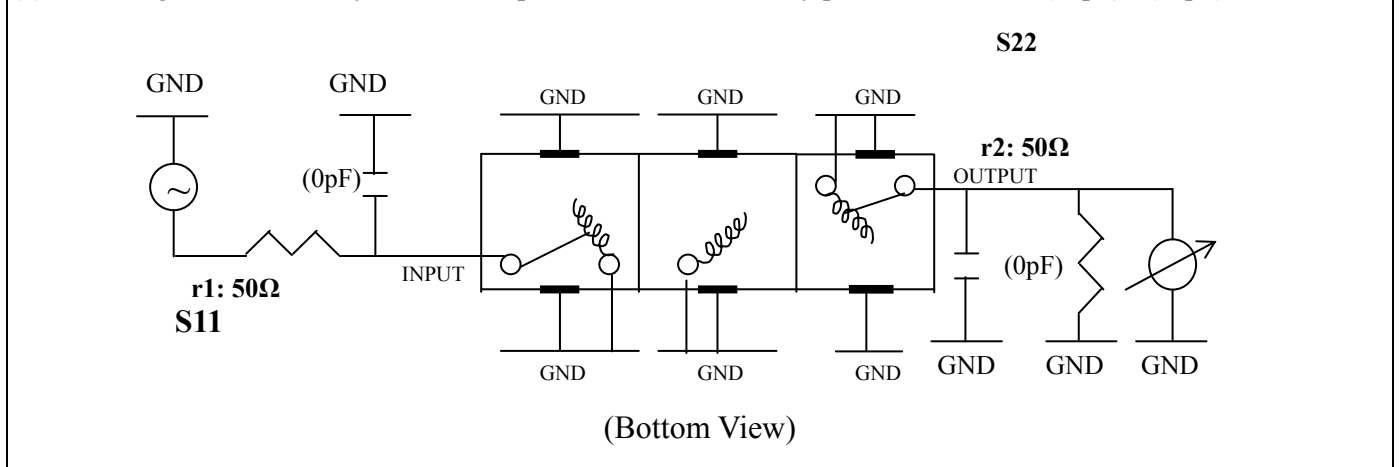 S22
GND
GND
GND
GND
GND
(0pF)
r2: 50Ω
OUTPUT
INPUT
r1: 50Ω
S11
(0pF)
GND
GND
GND
GND
GND
GND
(Bottom View)